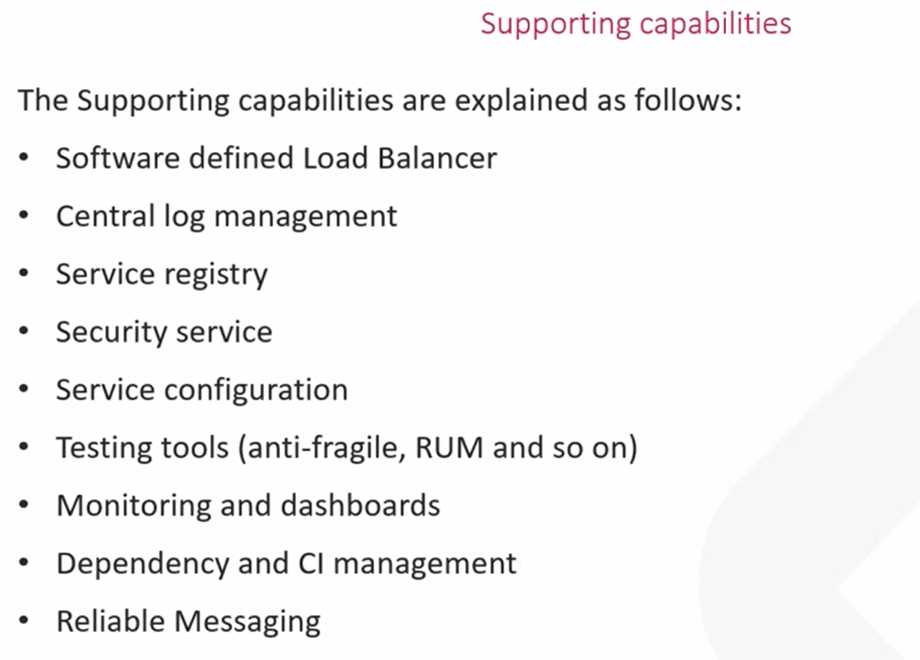 Supporting capabilities
The Supporting capabilities are explained as follows:
• Software defined Load Balancer
• Central log management
• Service registry
• Security service
• Service configuration
• Testing tools (anti-fragile, RUM and so on)
• Monitoring and dashboards
• Dependency and CI management
• Reliable Messaging